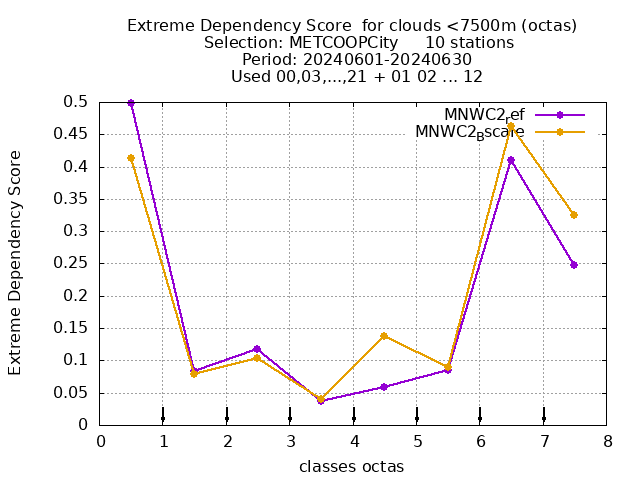 Extreme Dependency Score  for clouds <7500m (octas)
Selection: METCOOPCity     10 stations
Period: 20240601-20240630
Used 00,03,...,21 + 01 02 ... 12
MNWC2ref
MNWC2Bscare
Extreme Dependency Score
0.5
0.45
0.4
0.35
0.3
0.25
0.2
0.15
0.1
0.05
0
0 1 2 3 4 5 6 7 8
classes octas